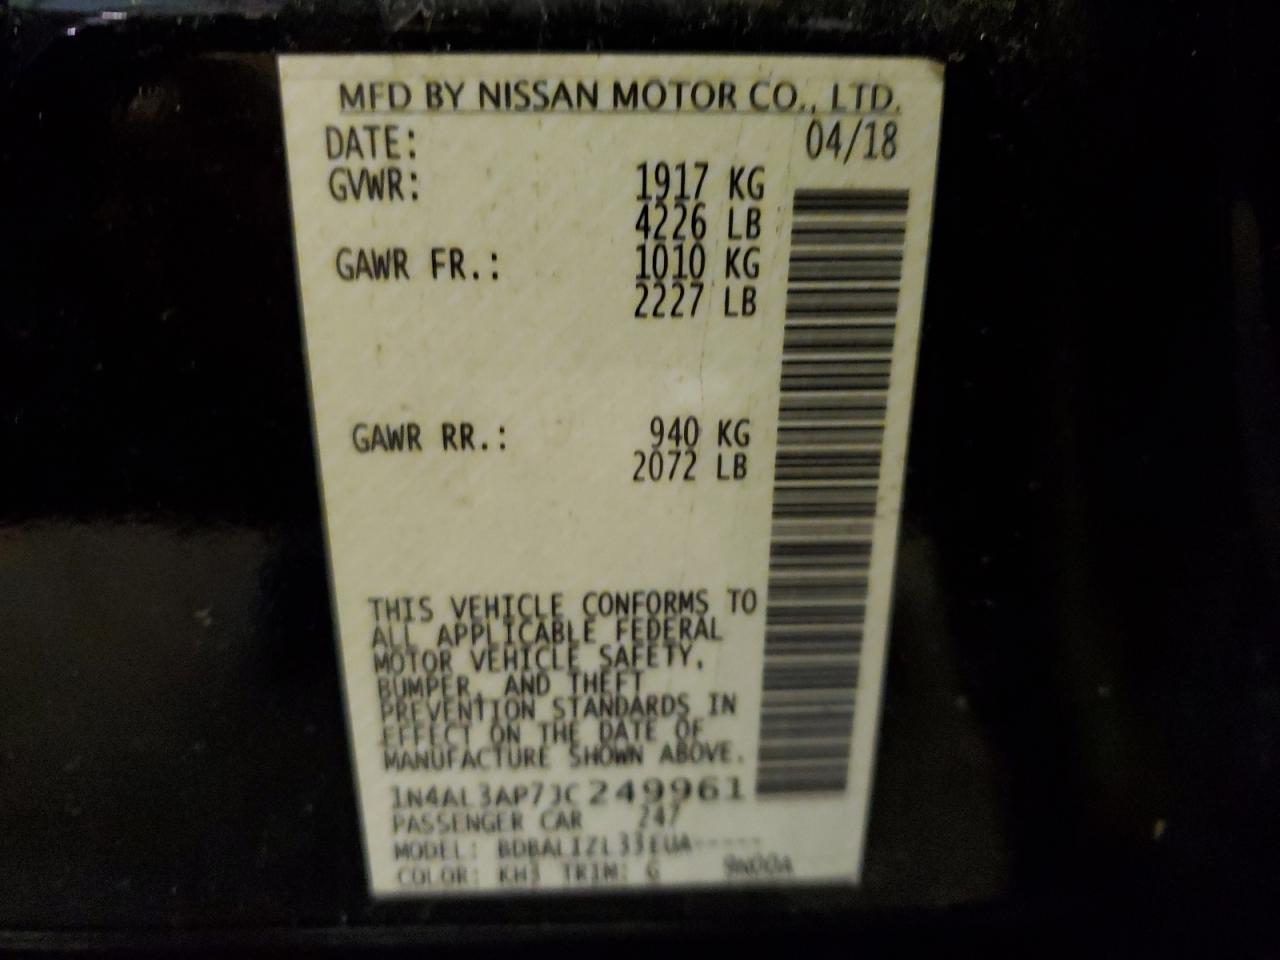 MFD BY NISSAN MOTOR CO., LTD.
DATE: 04/18
GVWR: 1917 KG
4226 LB
GAWR FR.: 1010 KG
2227 LB
GAWR RR.: 940 KG
2072 LB
THIS VEHICLE CONFORMS TO
ALL APPLICABLE FEDERAL
MOTOR VEHICLE SAFETY,
BUMPER, AND THEFT
PREVENTION STANDARDS IN
EFFECT ON THE DATE OF
MANUFACTURE SHOWN ABOVE.
1N4AL3AP7JC249961
PASSENGER CAR 247
MODEL: BDBALIZL33EUA-----
COLOR: KH3 TRIM: G